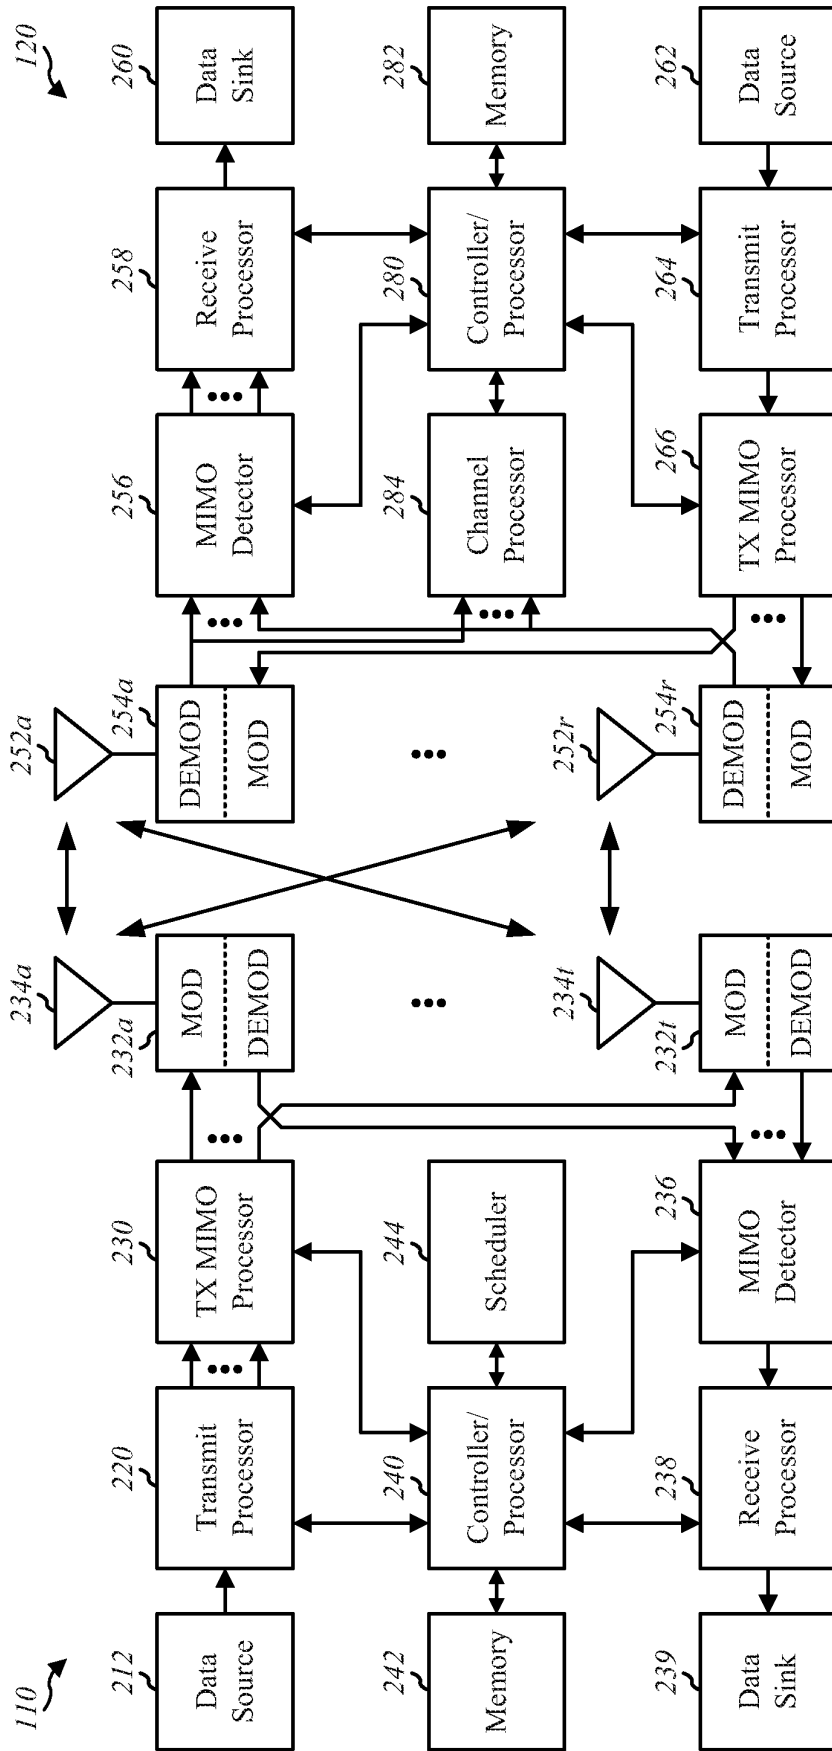 110
212
Data
Source
220
Transmit
Processor
230
TX MIMO
Processor
232a
MOD
DEMOD
234a
252a
254a
DEMOD
MOD
256
MIMO
Detector
258
Receive
Processor
260
Data
Sink
120
242
Memory
240
Controller/
Processor
244
Scheduler
284
Channel
Processor
280
Controller/
Processor
282
Memory
239
Data
Sink
238
Receive
Processor
236
MIMO
Detector
232t
MOD
DEMOD
234t
252r
254r
DEMOD
MOD
266
TX MIMO
Processor
264
Transmit
Processor
262
Data
Source